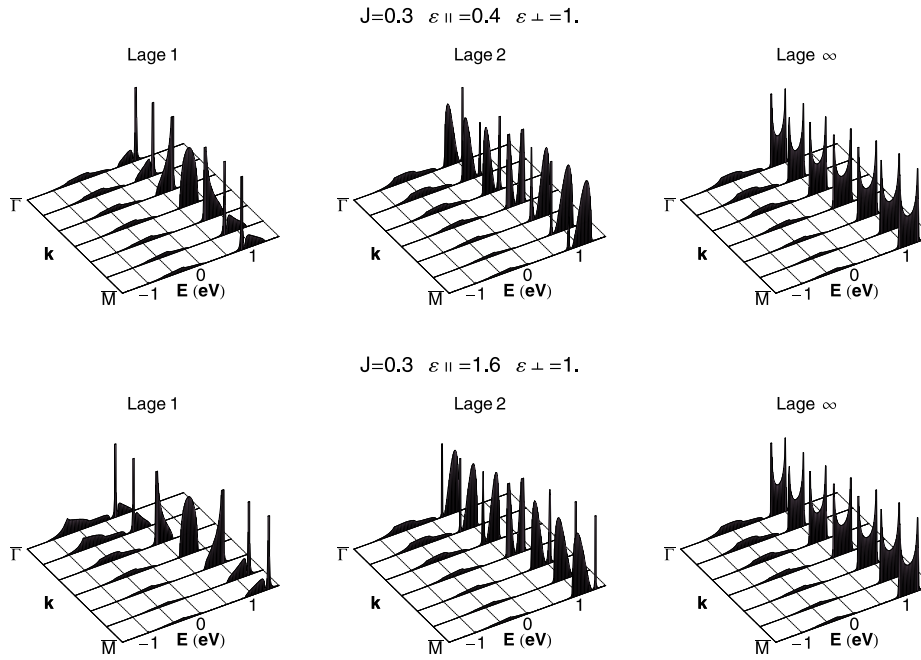 J=0.3 ε ∥ =0.4 ε ⊥ =1.
Lage 1
Lage 2
Lage ∞
Γ̅
k
M̅
−1
0
1
E (eV)
Γ̅
k
M̅
−1
0
1
E (eV)
Γ̅
k
M̅
−1
0
1
E (eV)
J=0.3 ε ∥ =1.6 ε ⊥ =1.
Lage 1
Lage 2
Lage ∞
Γ̅
k
M̅
−1
0
1
E (eV)
Γ̅
k
M̅
−1
0
1
E (eV)
Γ̅
k
M̅
−1
0
1
E (eV)